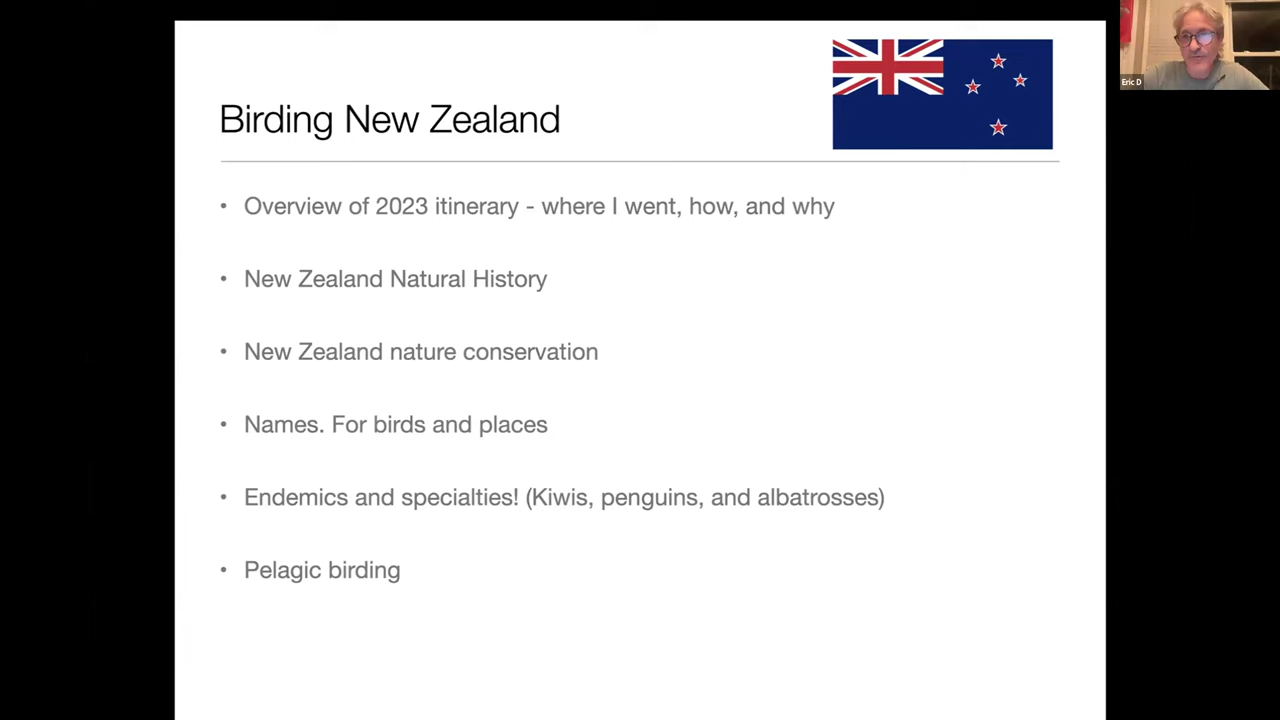 Birding New Zealand
• Overview of 2023 itinerary - where I went, how, and why
• New Zealand Natural History
• New Zealand nature conservation
• Names. For birds and places
• Endemics and specialties! (Kiwis, penguins, and albatrosses)
• Pelagic birding
Eric D